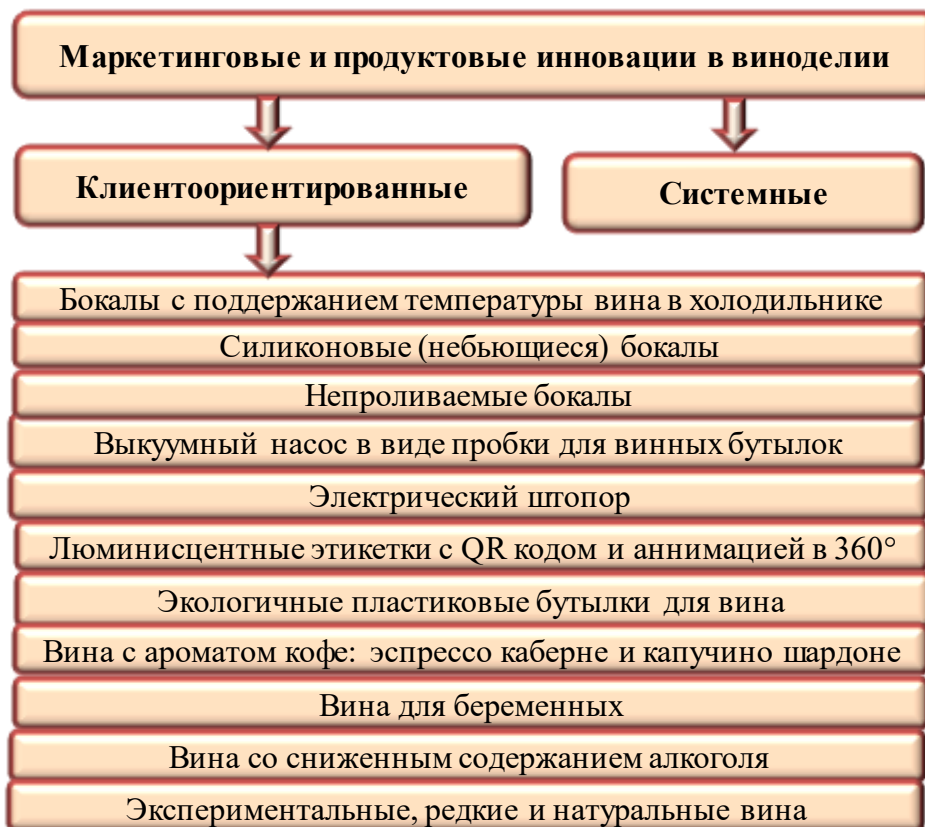 Маркетинговые и продуктовые инновации в виноделии
Клиентоориентированные
Системные
Бокалы с поддержанием температуры вина в холодильнике
Силиконовые (небьющиеся) бокалы
Непроливаемые бокалы
Выкуумный насос в виде пробки для винных бутылок
Электрический штопор
Люминисцентные этикетки с QR кодом и аннимацией в 360°
Экологичные пластиковые бутылки для вина
Вина с ароматом кофе: эспрессо каберне и капучино шардоне
Вина для беременных
Вина со сниженным содержанием алкоголя
Экспериментальные, редкие и натуральные вина